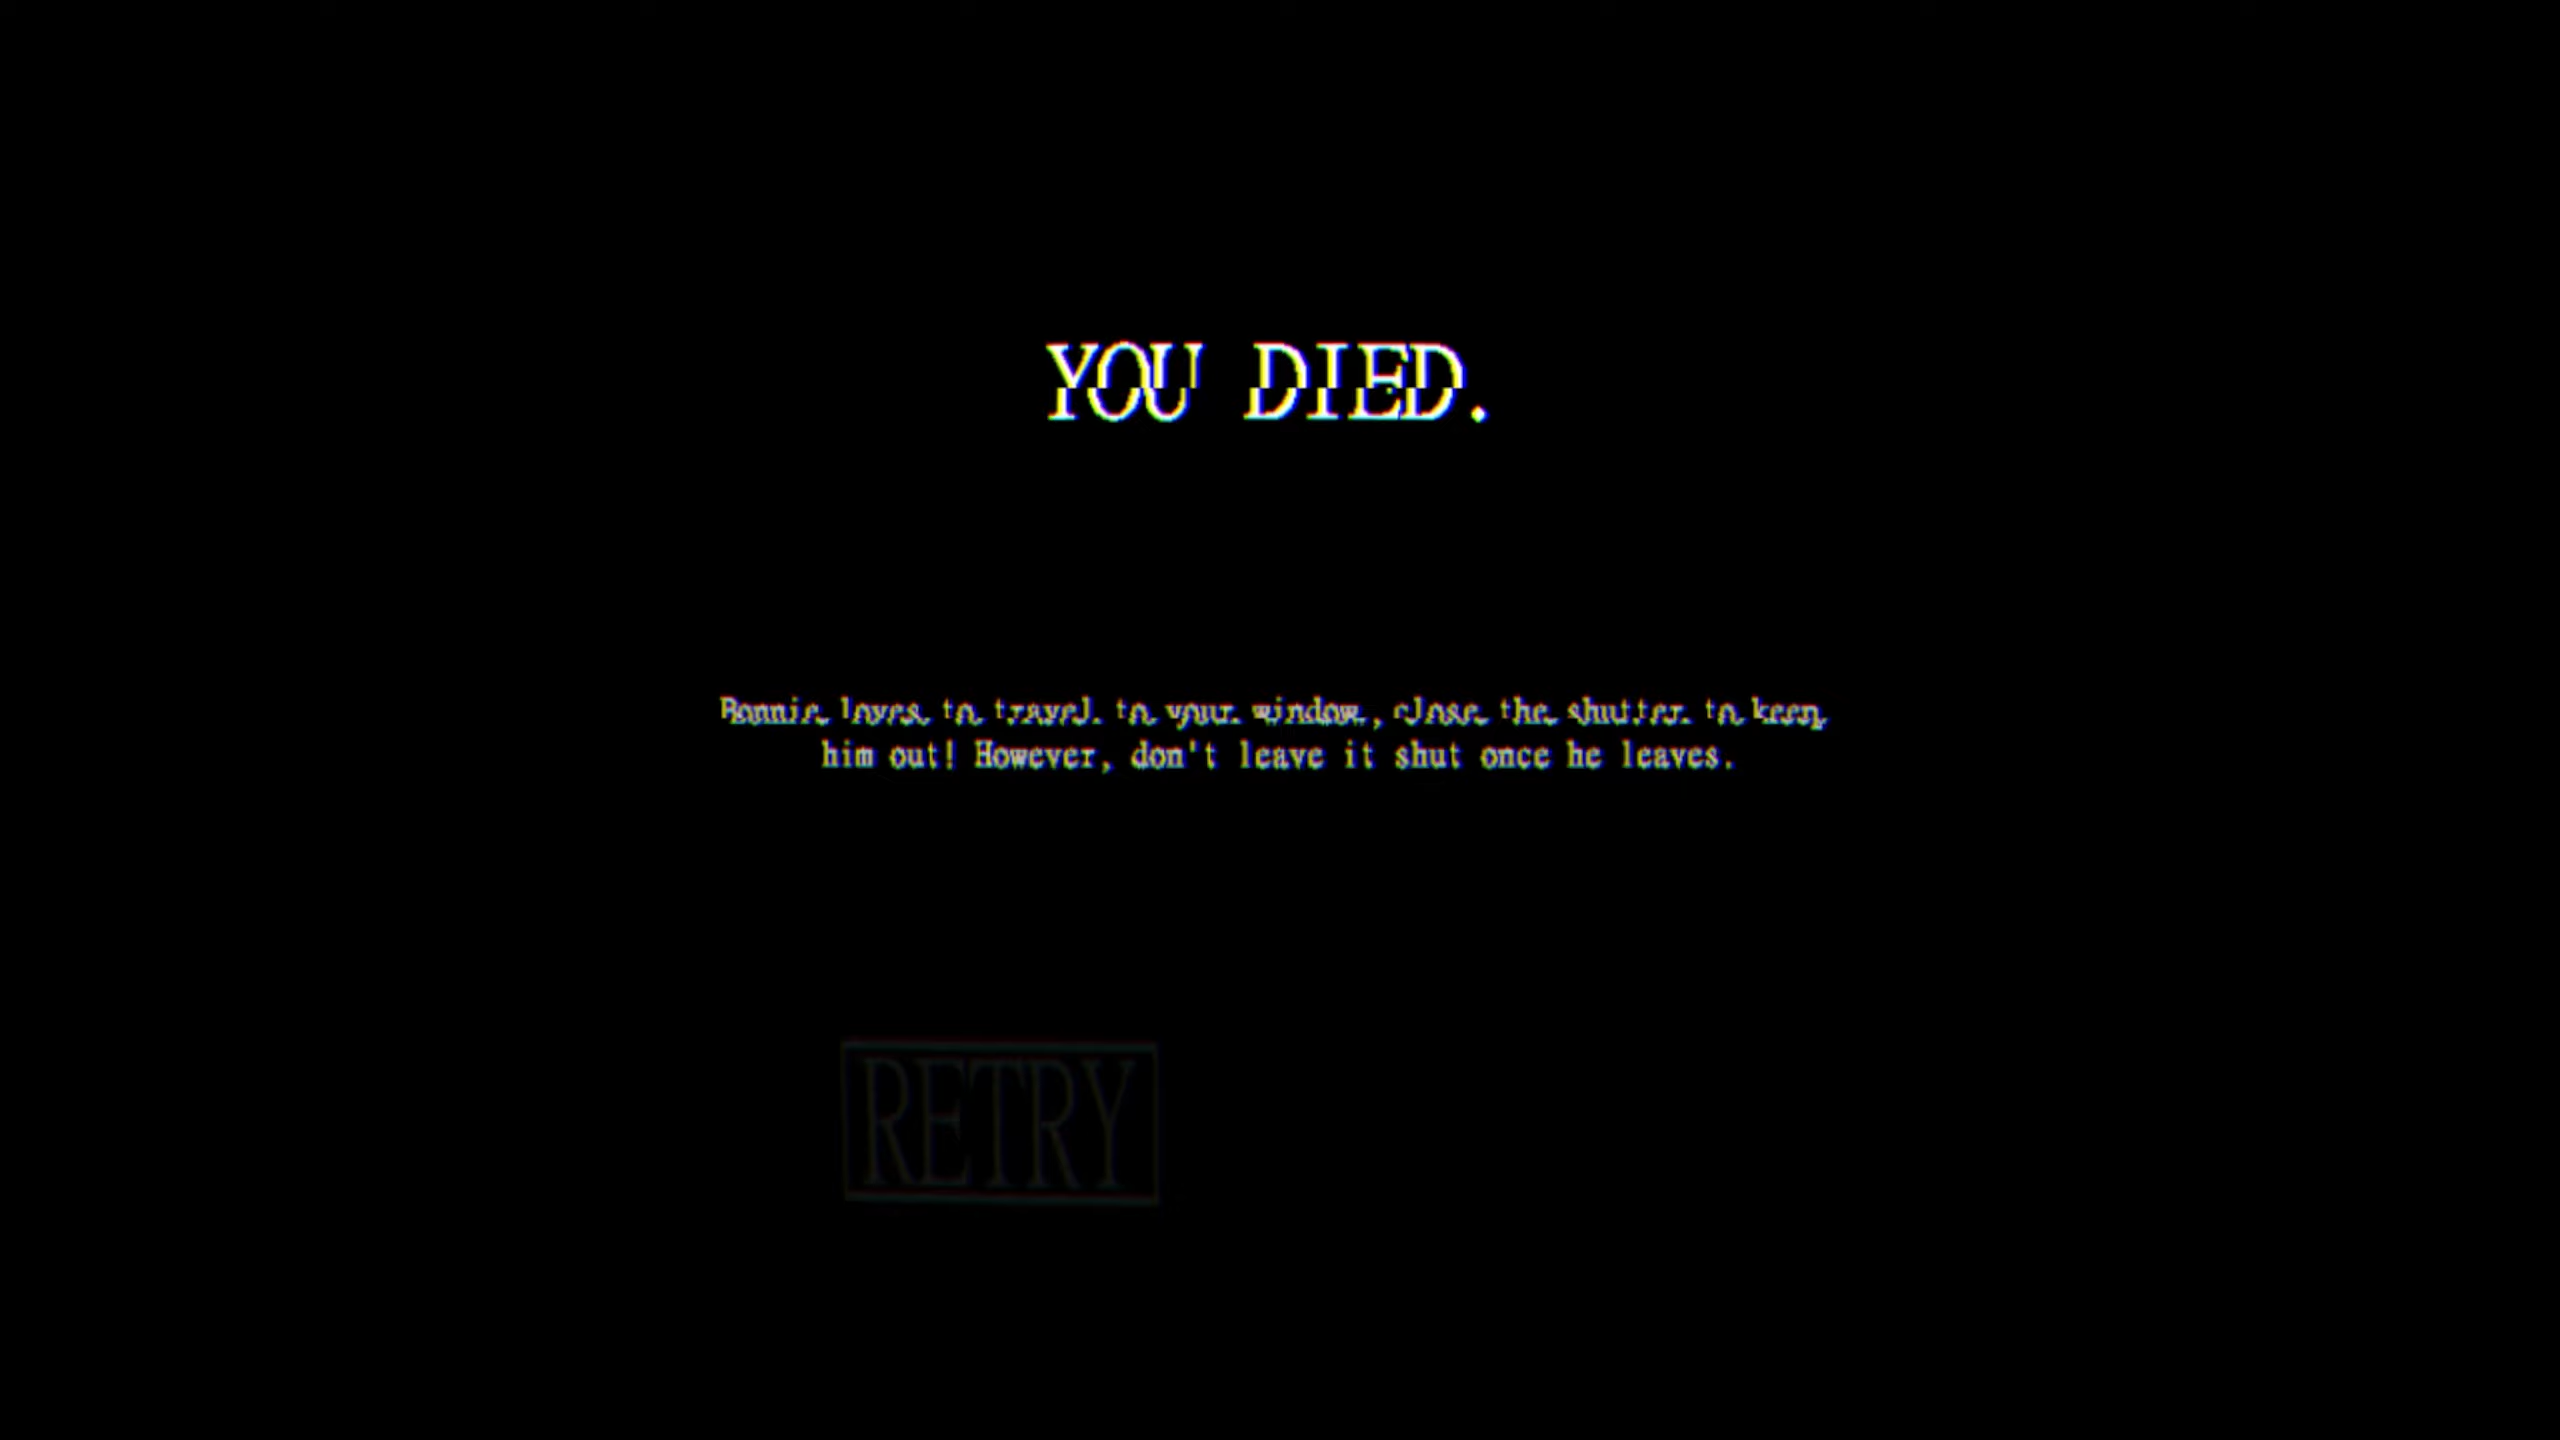 YOU DIED.
Bonnie loves to travel to your window, close the shutter to keep
him out! However, don't leave it shut once he leaves.
RETRY